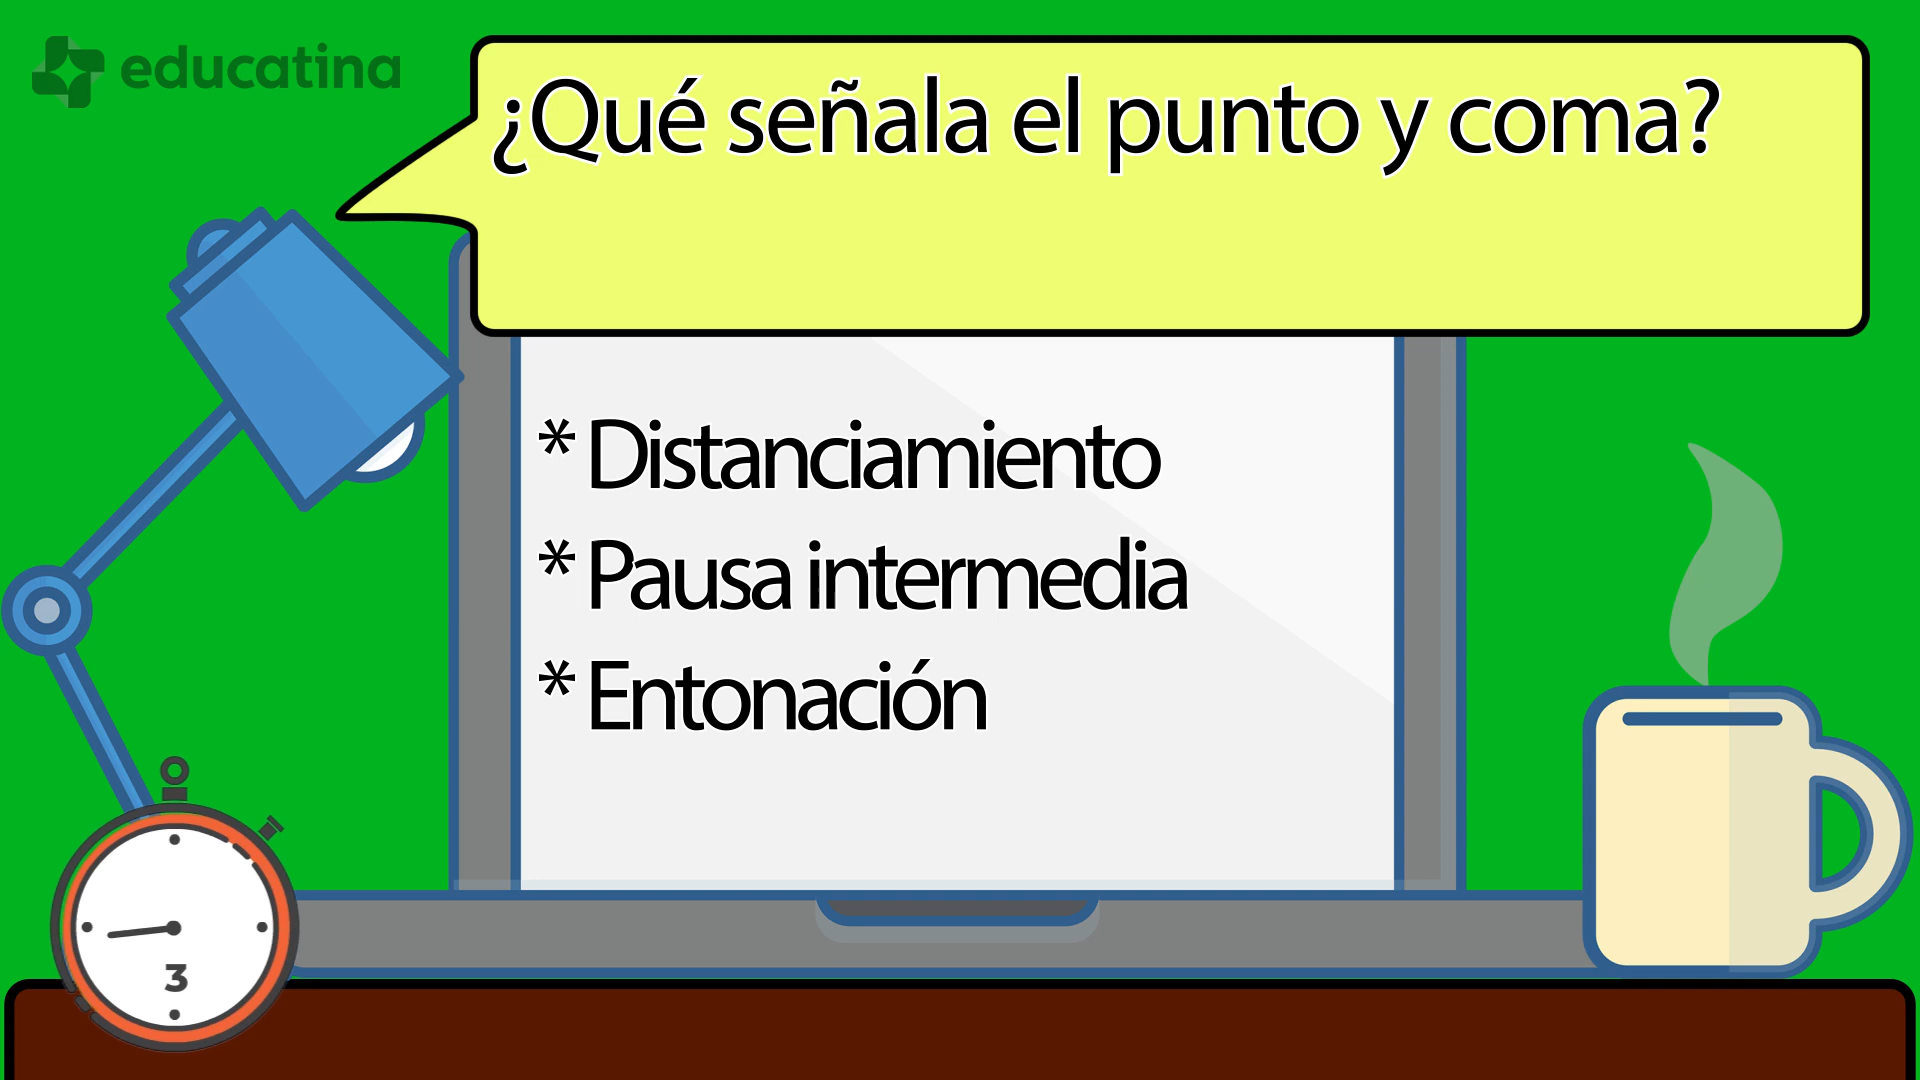 educatina
¿Qué señala el punto y coma?
* Distanciamiento
* Pausa intermedia
* Entonación
3